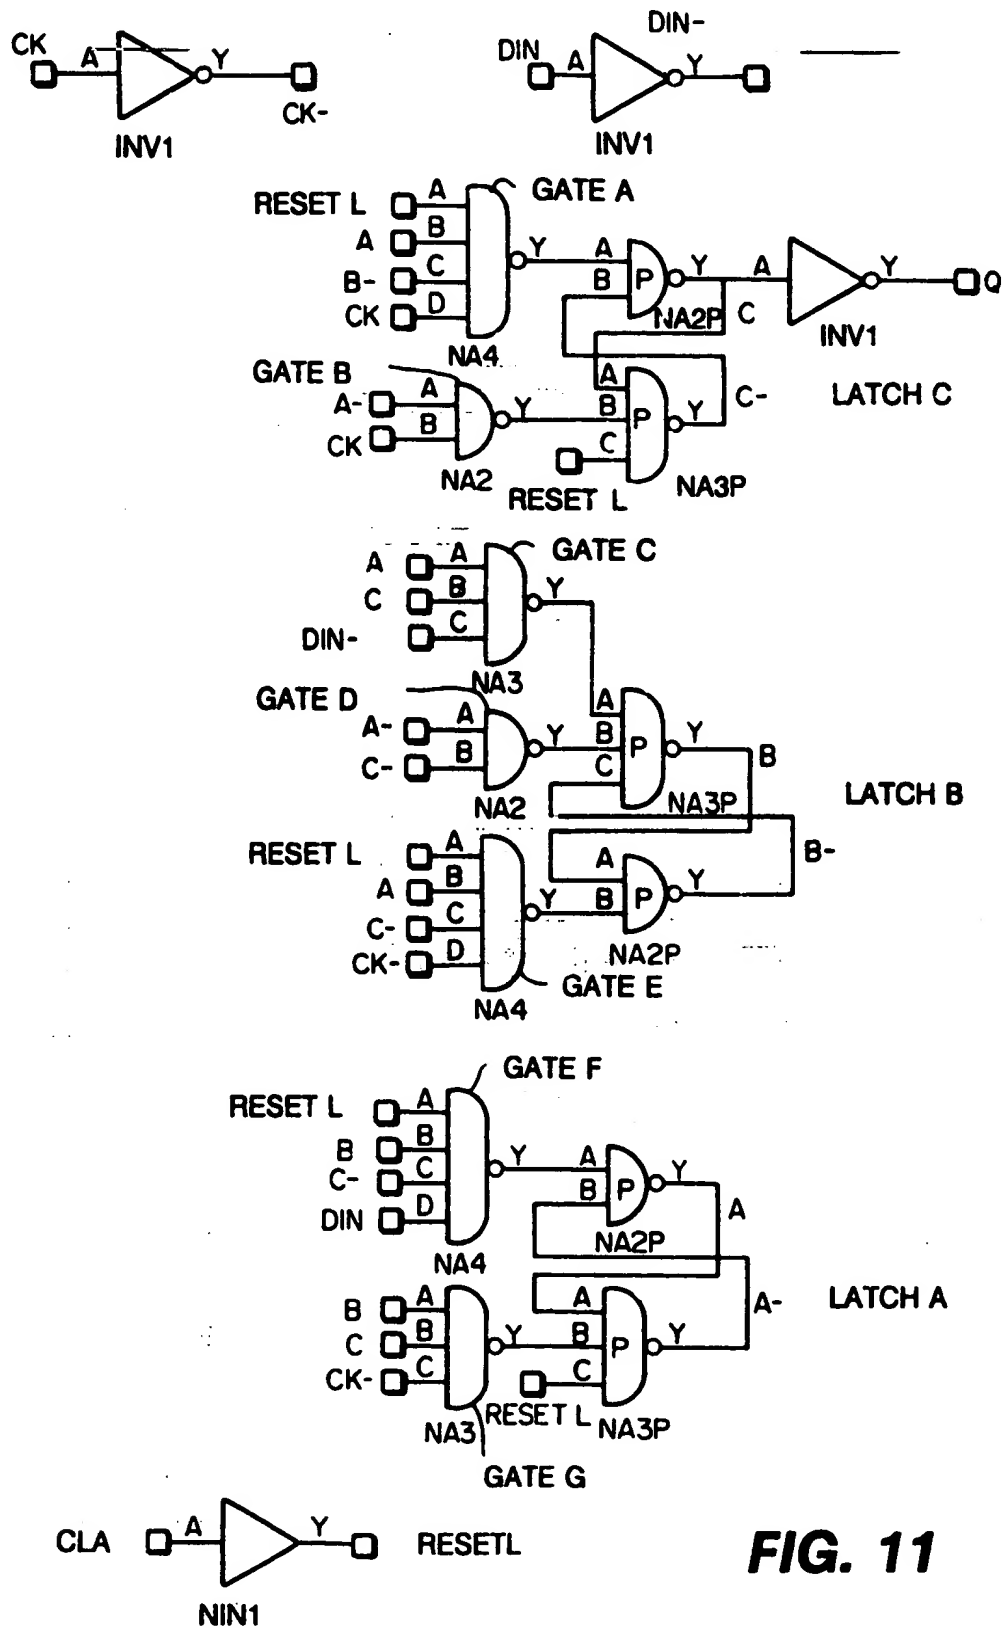 CK A Y CK-
INV1
DIN A DIN- Y
INV1
RESET L A GATE A
A B
B- C
CK D
Y
NA4
A Y
B P
NA2P
A Y Q
C
INV1
GATE B
A- A
CK B
Y
NA2
A
B P Y
C
C-
LATCH C
RESET L
NA3P
A A GATE C
C B
DIN- C
Y
NA3
GATE D
A- A
C- B
Y
NA2
A
B P Y
C
B
NA3P
LATCH B
RESET L A
A B
C- C
CK- D
Y
NA4
GATE E
A
B P Y
B-
NA2P
GATE F
RESET L A
B B
C- C
DIN D
Y
NA4
A Y
B P
A
NA2P
B A
C B
CK- C
Y
NA3
GATE G
A
B P Y
C
A-
LATCH A
RESET L
NA3P
CLA A Y RESETL
NIN1
FIG. 11